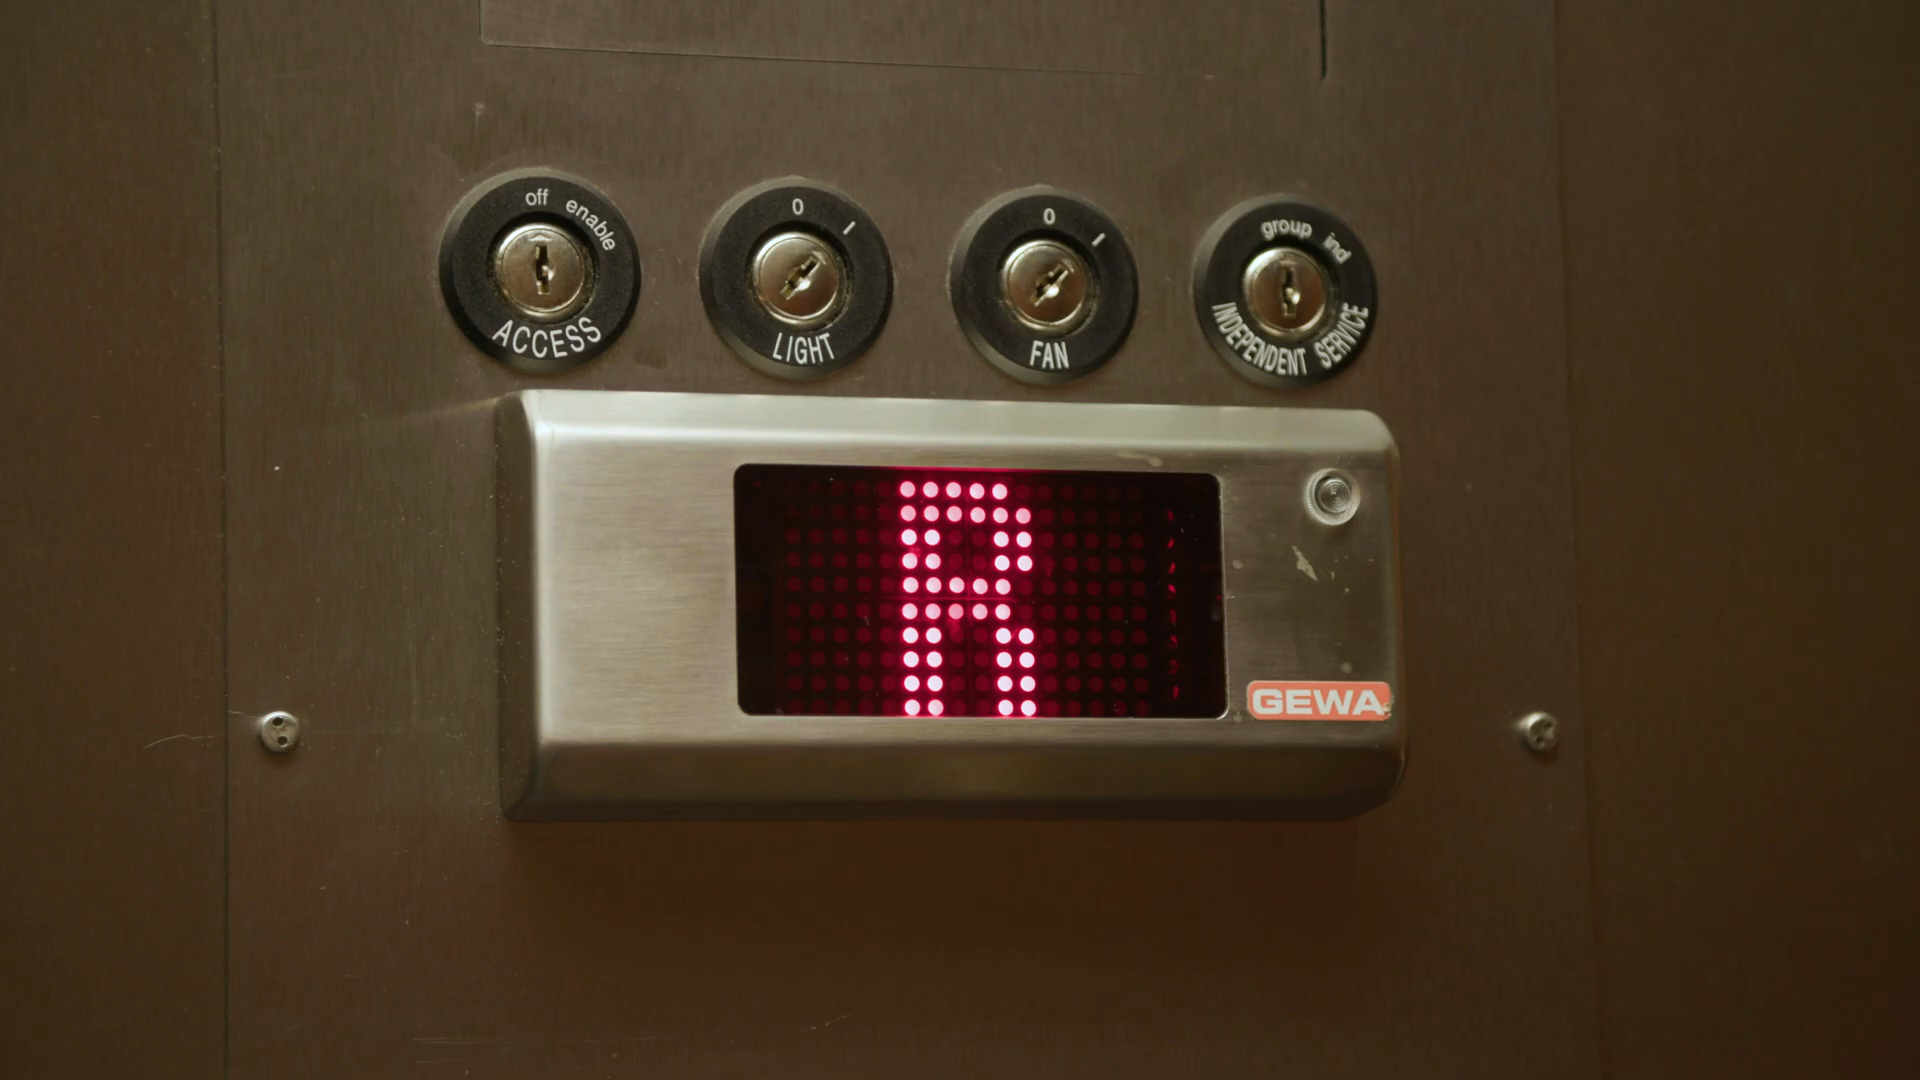 off enable
ACCESS
0 I
LIGHT
0 I
FAN
group ind
INDEPENDENT SERVICE
R
GEWA